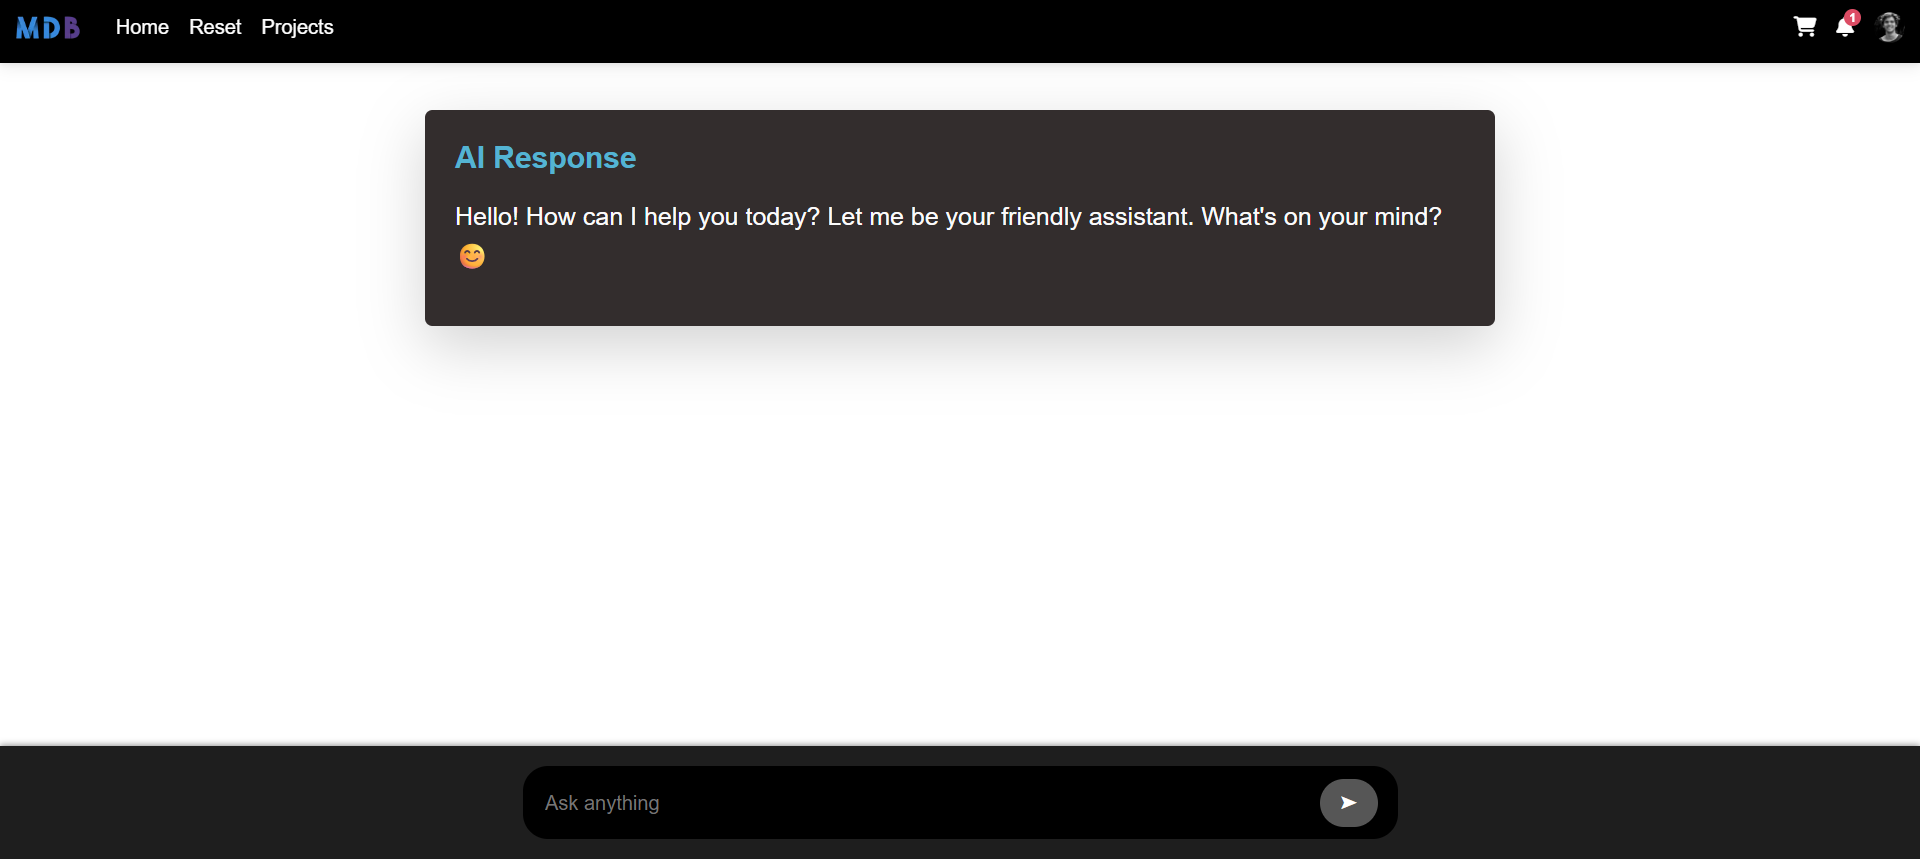 MDB Home Reset Projects 1
AI Response
Hello! How can I help you today? Let me be your friendly assistant. What's on your mind?
😊
Ask anything